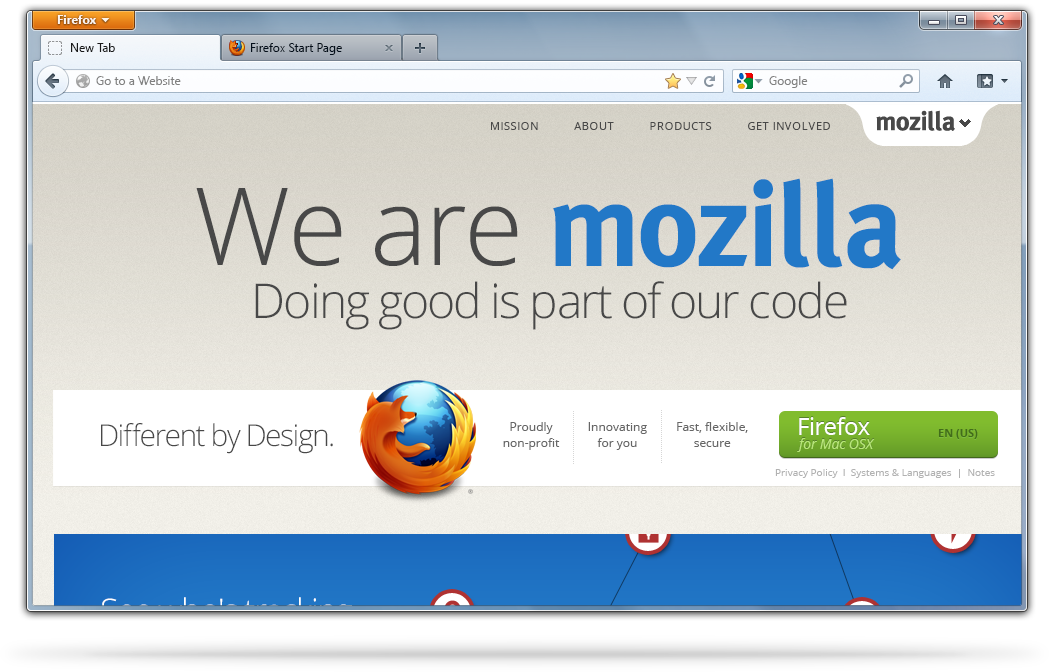 Firefox
New Tab
Firefox Start Page
Go to a Website
Google
MISSION ABOUT PRODUCTS GET INVOLVED
mozilla
We are mozilla
Doing good is part of our code
Different by Design.
Proudly
non-profit
Innovating
for you
Fast, flexible,
secure
Firefox
for Mac OSX
EN (US)
Privacy Policy | Systems & Languages | Notes